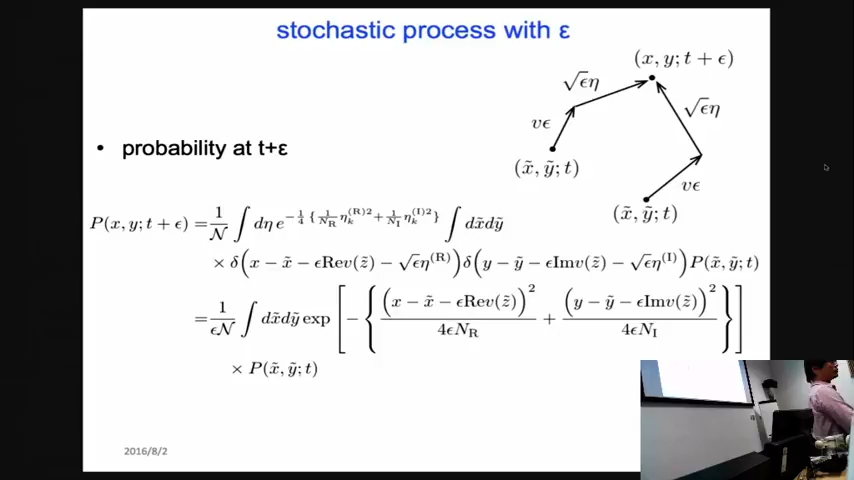 stochastic process with ε
(x, y; t + ϵ)
√ϵη
√ϵη
vϵ
• probability at t+ε
(x̃, ỹ; t)
vϵ
(x̃, ỹ; t)
P(x, y; t + ϵ) = 1/𝒩 ∫ dη e^{-1/4 {1/N_R η_k^{(R)2} + 1/N_I η_k^{(I)2}}} ∫ dx̃dỹ
× δ(x − x̃ − ϵRev(z̃) − √ϵη^{(R)}) δ(y − ỹ − ϵImv(z̃) − √ϵη^{(I)}) P(x̃, ỹ; t)
= 1/ϵ𝒩 ∫ dx̃dỹ exp [ − { (x − x̃ − ϵRev(z̃))^2 / 4ϵN_R + (y − ỹ − ϵImv(z̃))^2 / 4ϵN_I } ]
× P(x̃, ỹ; t)
2016/8/2